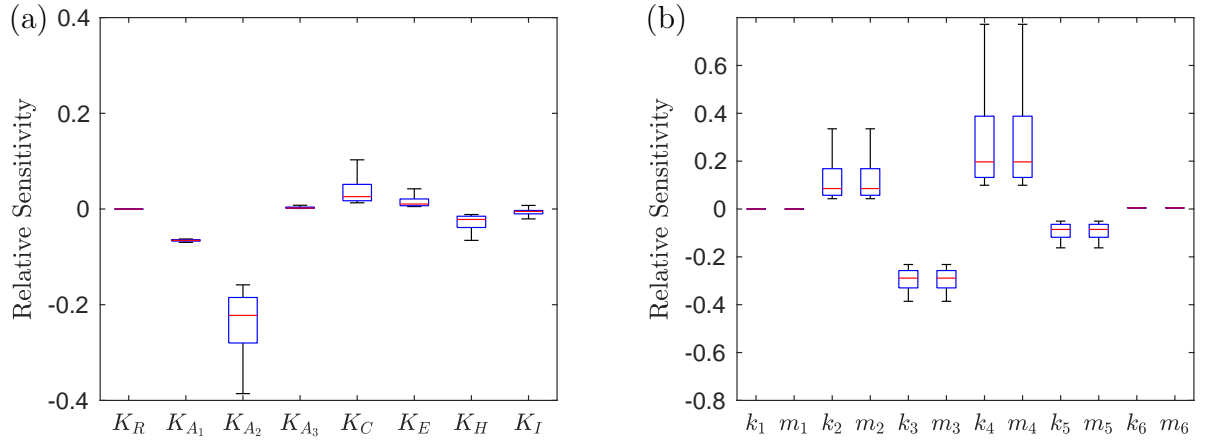 (a)
Relative Sensitivity
0.4
0.2
0
-0.2
-0.4
K_R K_{A_1} K_{A_2} K_{A_3} K_C K_E K_H K_I
(b)
Relative Sensitivity
0.6
0.4
0.2
0
-0.2
-0.4
-0.6
-0.8
k_1 m_1 k_2 m_2 k_3 m_3 k_4 m_4 k_5 m_5 k_6 m_6